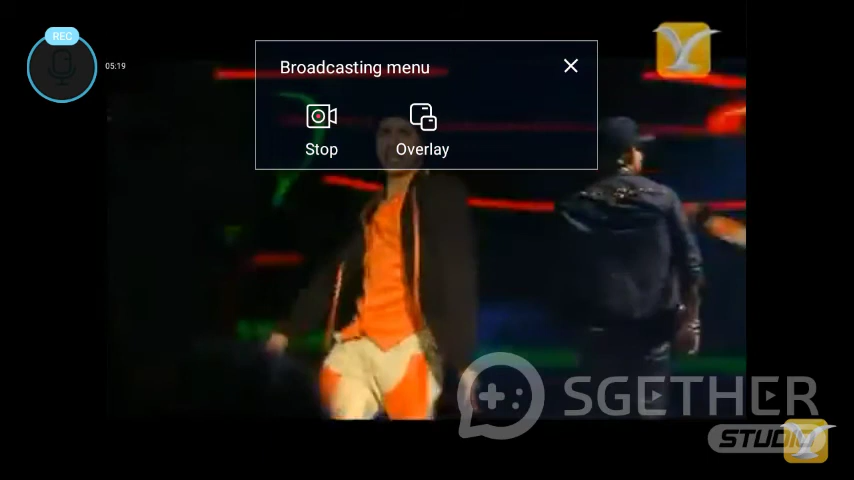 REC
05:19
Broadcasting menu
Stop
Overlay
SGETHER
STUDIO